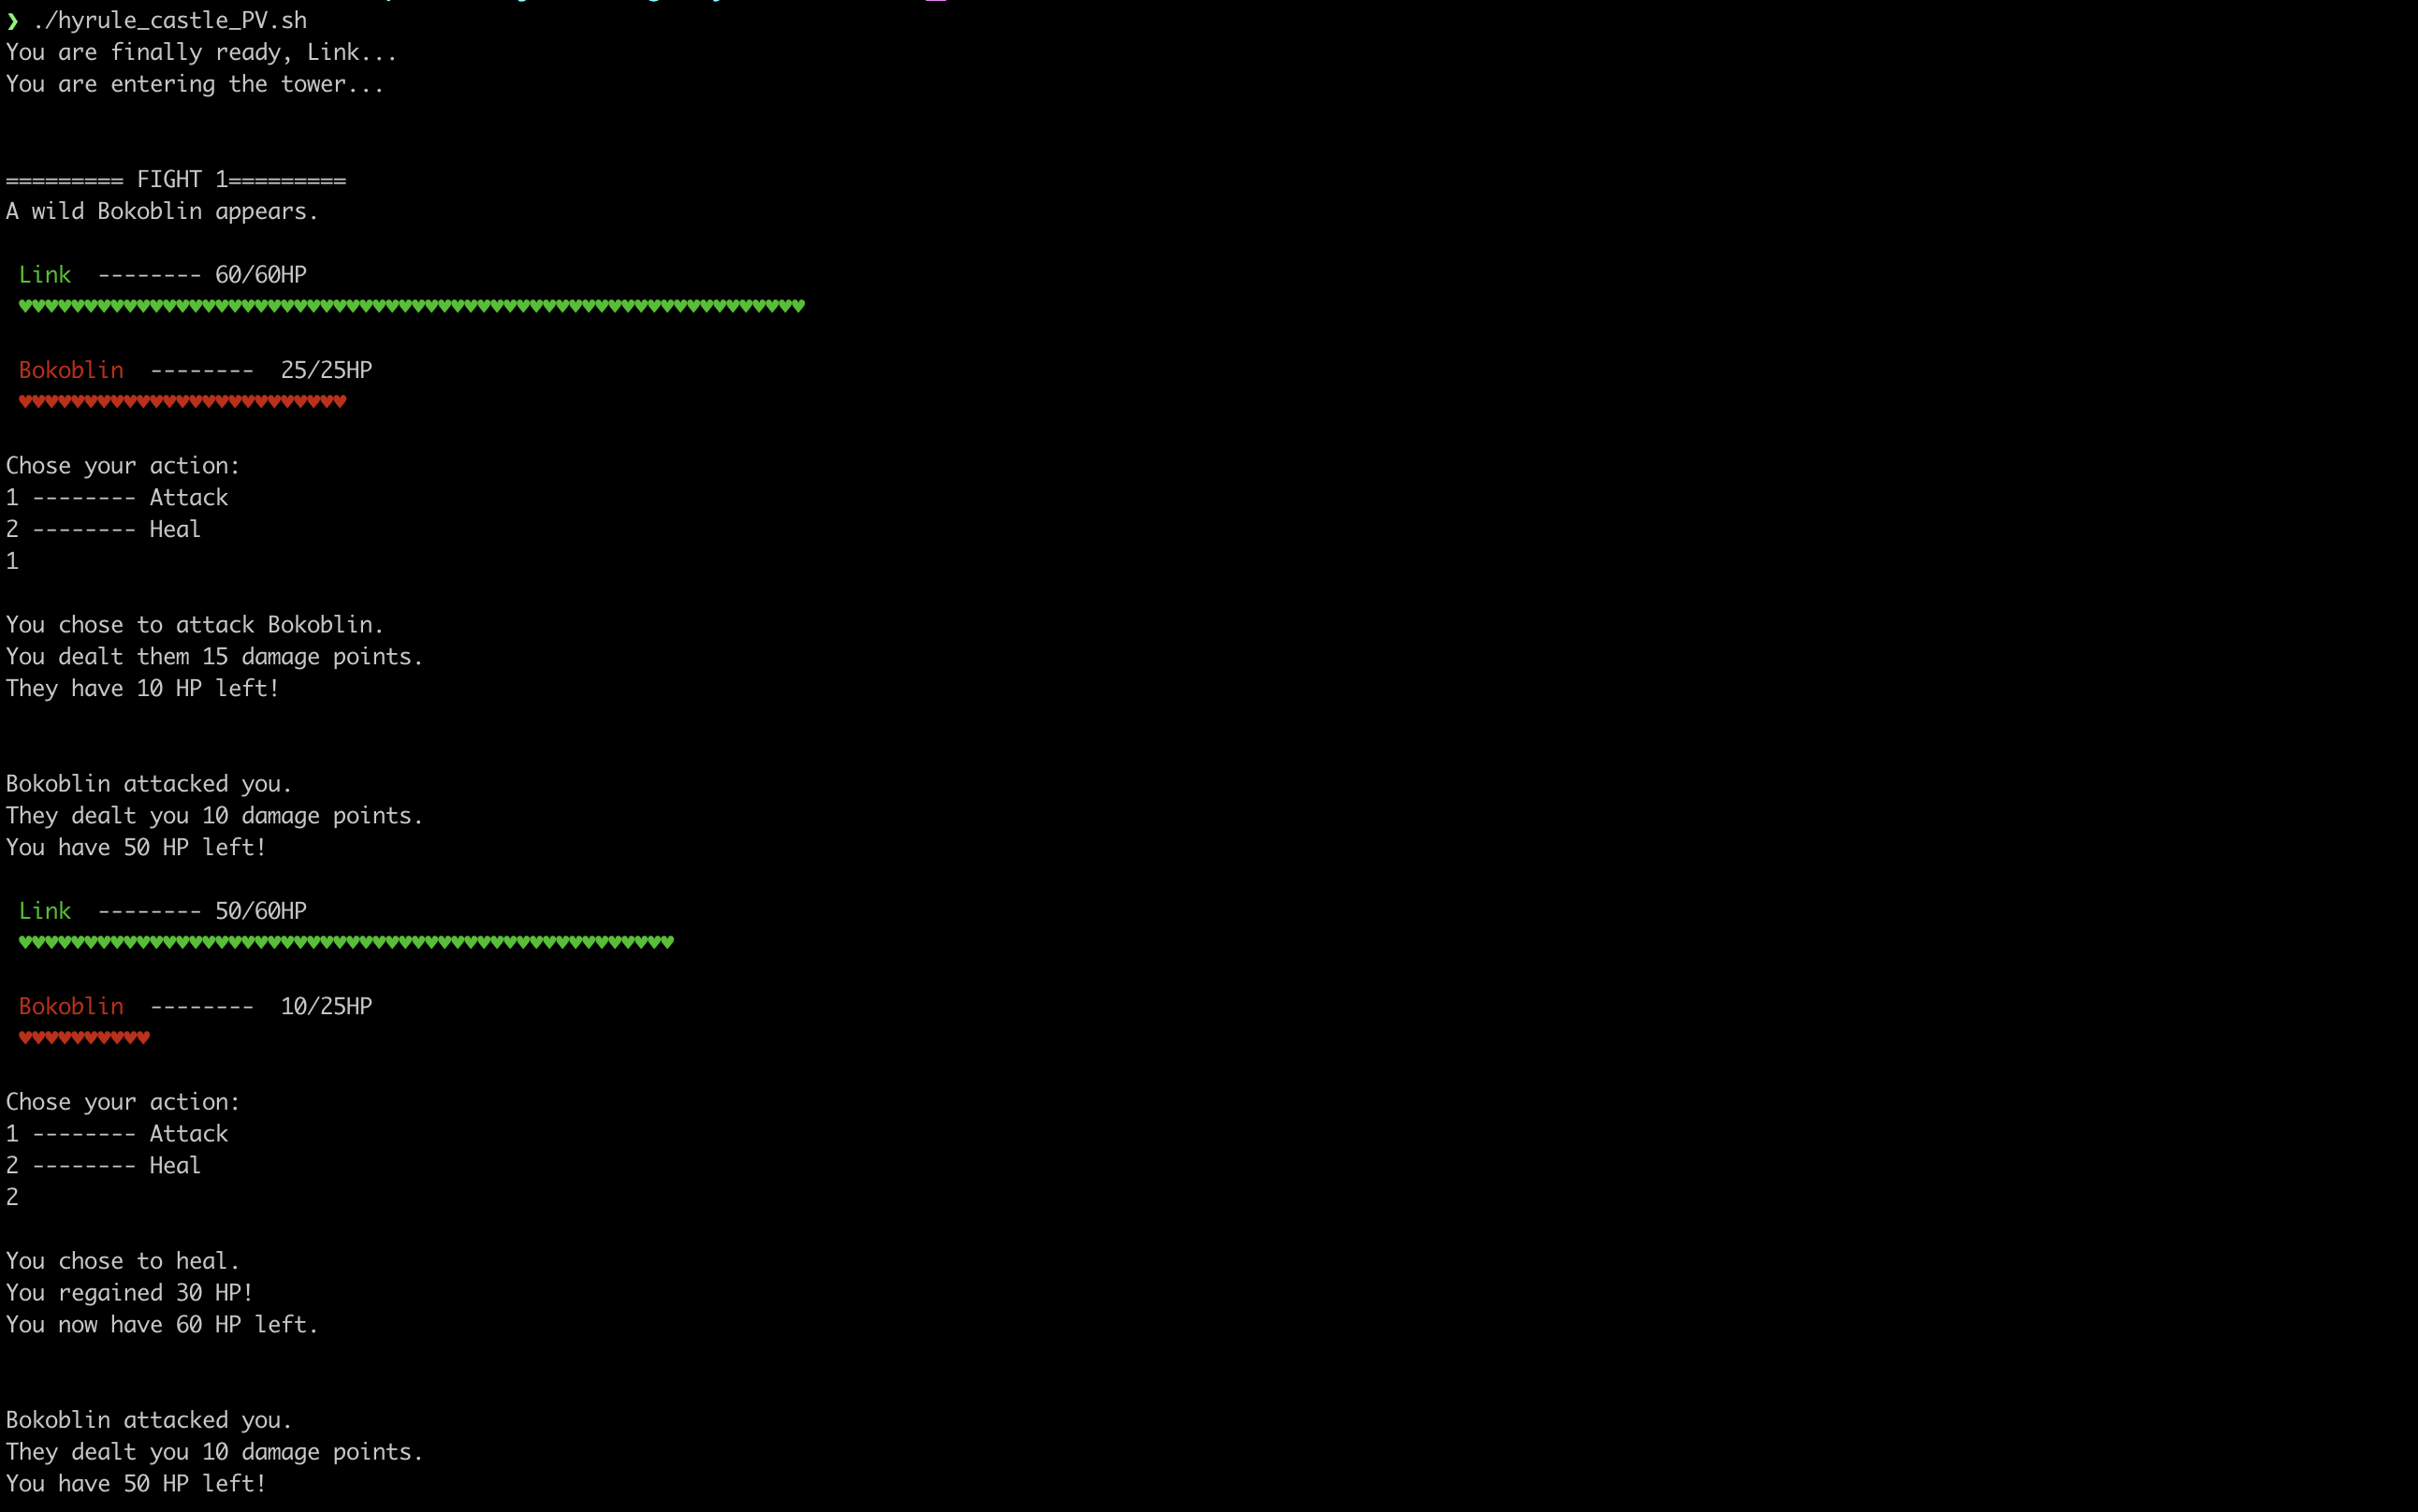 ❯ ./hyrule_castle_PV.sh
You are finally ready, Link...
You are entering the tower...
========= FIGHT 1=========
A wild Bokoblin appears.
Link  -------- 60/60HP
♥♥♥♥♥♥♥♥♥♥♥♥♥♥♥♥♥♥♥♥♥♥♥♥♥♥♥♥♥♥♥♥♥♥♥♥♥♥♥♥♥♥♥♥♥♥♥♥♥♥♥♥♥♥♥♥♥♥♥♥
Bokoblin  --------  25/25HP
♥♥♥♥♥♥♥♥♥♥♥♥♥♥♥♥♥♥♥♥♥♥♥♥♥
Chose your action:
1 -------- Attack
2 -------- Heal
1
You chose to attack Bokoblin.
You dealt them 15 damage points.
They have 10 HP left!
Bokoblin attacked you.
They dealt you 10 damage points.
You have 50 HP left!
Link  -------- 50/60HP
♥♥♥♥♥♥♥♥♥♥♥♥♥♥♥♥♥♥♥♥♥♥♥♥♥♥♥♥♥♥♥♥♥♥♥♥♥♥♥♥♥♥♥♥♥♥♥♥♥♥
Bokoblin  --------  10/25HP
♥♥♥♥♥♥♥♥♥♥
Chose your action:
1 -------- Attack
2 -------- Heal
2
You chose to heal.
You regained 30 HP!
You now have 60 HP left.
Bokoblin attacked you.
They dealt you 10 damage points.
You have 50 HP left!